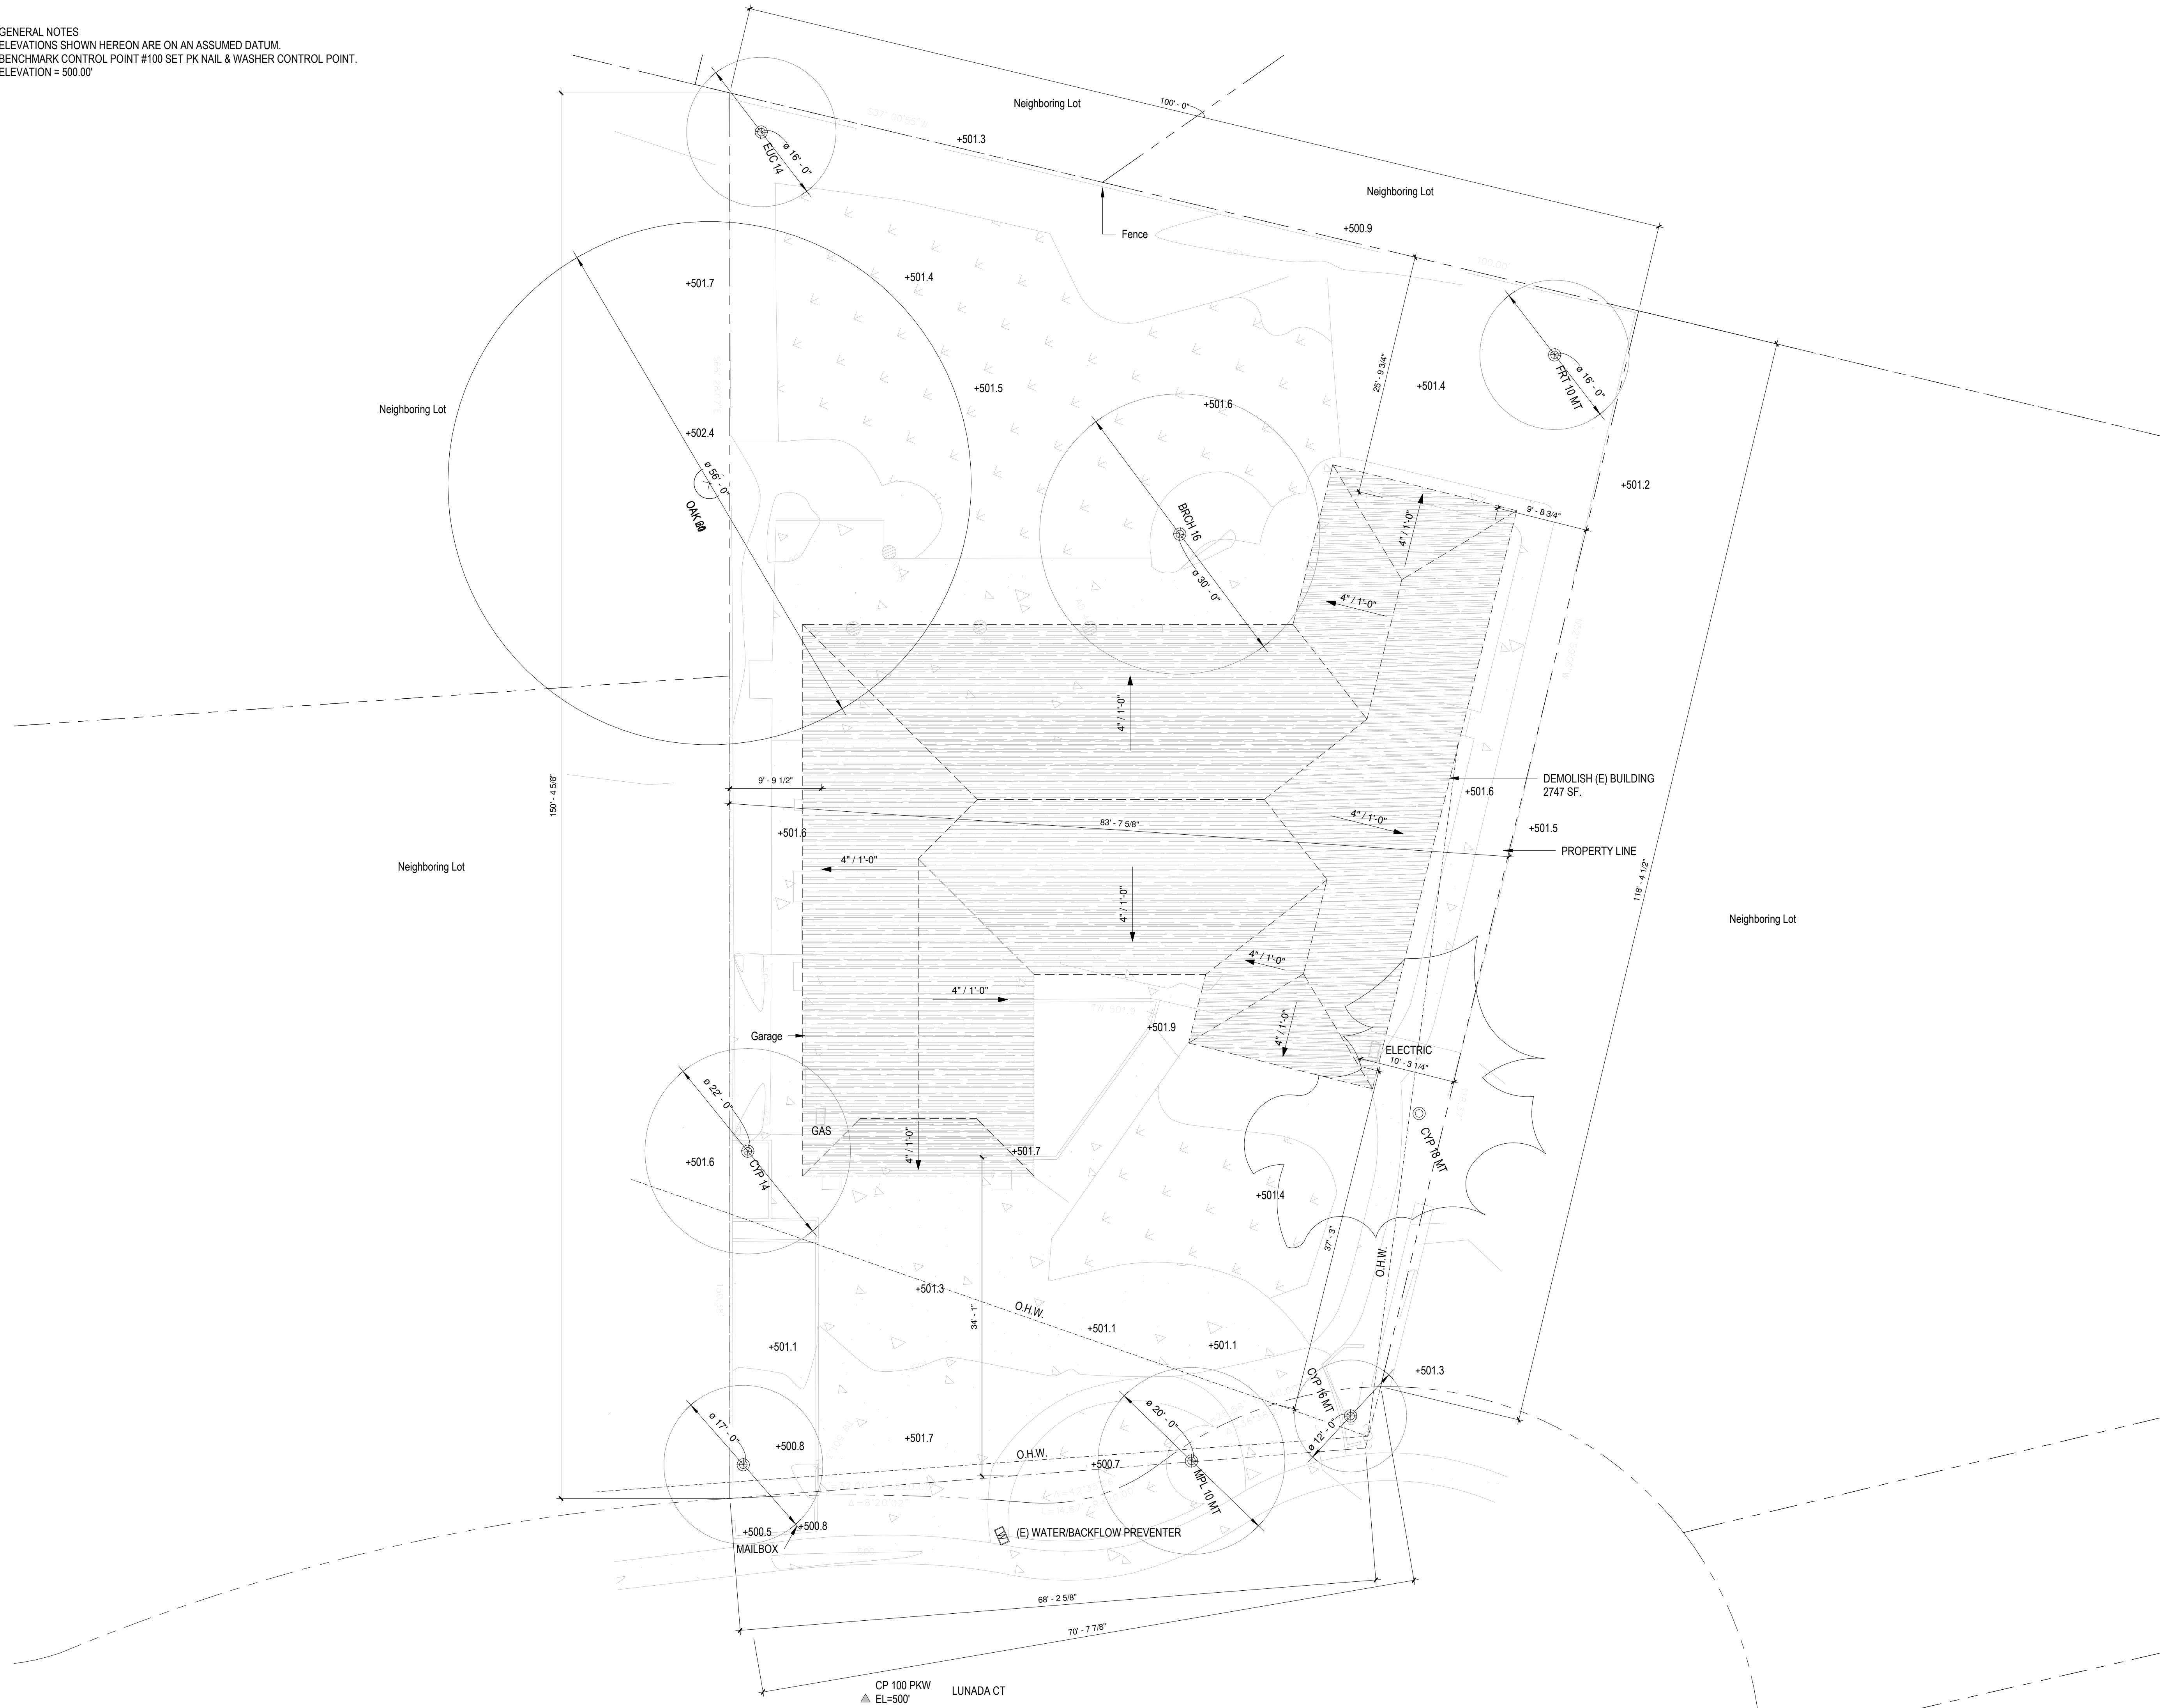 GENERAL NOTES
ELEVATIONS SHOWN HEREON ARE ON AN ASSUMED DATUM.
BENCHMARK CONTROL POINT #100 SET PK NAIL & WASHER CONTROL POINT.
ELEVATION = 500.00'
Neighboring Lot
100' - 0"
+501.3
ø 16' - 0"
EUC 14
Neighboring Lot
Fence
+500.9
+501.7
+501.4
25' - 9 3/4"
+501.4
ø 16' - 0"
FRT 10 MT
+501.5
+501.6
Neighboring Lot
+502.4
ø 56' - 0"
OAK
+501.2
BRCH 16
ø 30' - 0"
9' - 8 3/4"
4" / 1'-0"
4" / 1'-0"
4" / 1'-0"
150' - 4 5/8"
9' - 9 1/2"
DEMOLISH (E) BUILDING
2747 SF.
+501.6
83' - 7 5/8"
4" / 1'-0"
+501.6
+501.5
PROPERTY LINE
Neighboring Lot
4" / 1'-0"
4" / 1'-0"
118' - 4 1/2"
Neighboring Lot
4" / 1'-0"
4" / 1'-0"
+501.9
4" / 1'-0"
Garage
ELECTRIC
10' - 3 1/4"
ø 22' - 0"
CYP 14
GAS
4" / 1'-0"
+501.7
CYP 18 MT
+501.6
+501.4
37' - 3"
O.H.W.
+501.3
O.H.W.
34' - 1"
+501.1
+501.1
+501.1
+501.3
CYP 16 MT
ø 12' - 0"
ø 17' - 0"
ø 20' - 0"
MPL 10 MT
+500.8
+501.7
O.H.W.
+500.7
+500.5
+500.8
MAILBOX
W
(E) WATER/BACKFLOW PREVENTER
68' - 2 5/8"
70' - 7 7/8"
CP 100 PKW
EL=500'
LUNADA CT